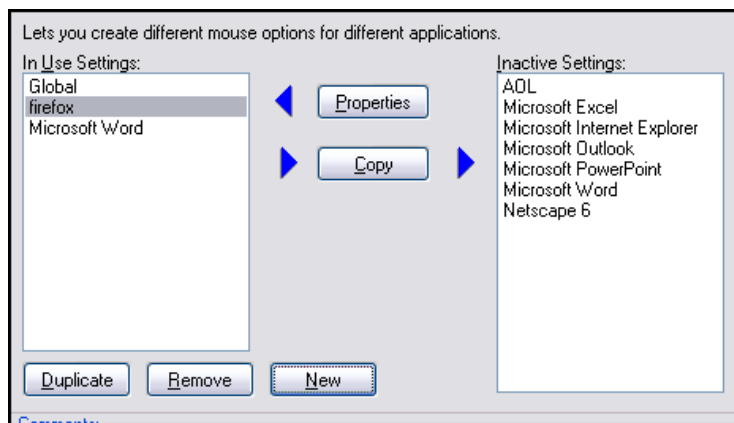 Lets you create different mouse options for different applications.
In Use Settings:
Global
firefox
Microsoft Word
Properties
Copy
Inactive Settings:
AOL
Microsoft Excel
Microsoft Internet Explorer
Microsoft Outlook
Microsoft PowerPoint
Microsoft Word
Netscape 6
Duplicate
Remove
New